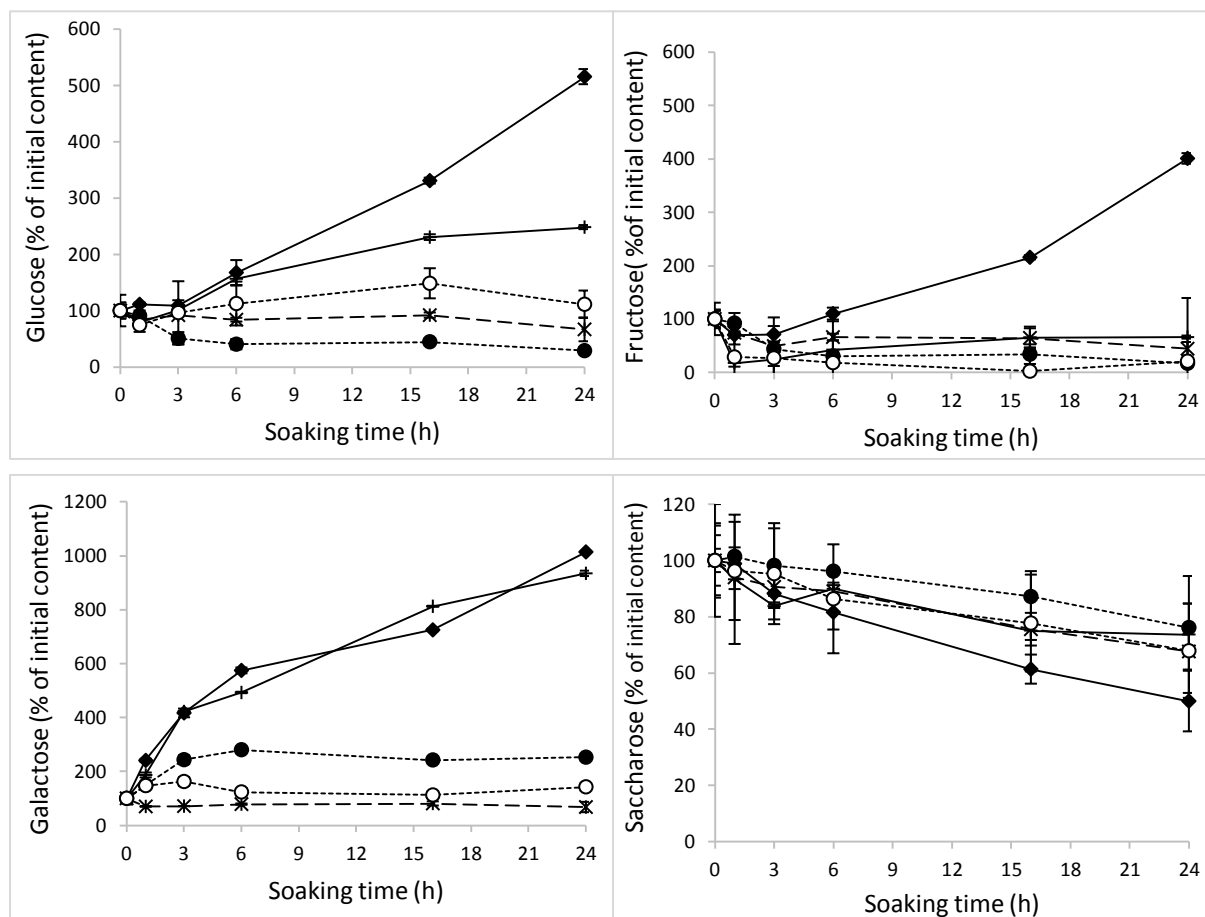 Glucose (% of initial content)
600
500
400
300
200
100
0
0 3 6 9 12 15 18 21 24
Soaking time (h)
Fructose( %of initial content)
600
500
400
300
200
100
0
0 3 6 9 12 15 18 21 24
Soaking time (h)
Galactose (% of initial content)
1200
1000
800
600
400
200
0
0 3 6 9 12 15 18 21 24
Soaking time (h)
Saccharose (% of initial content)
120
100
80
60
40
20
0
0 3 6 9 12 15 18 21 24
Soaking time (h)